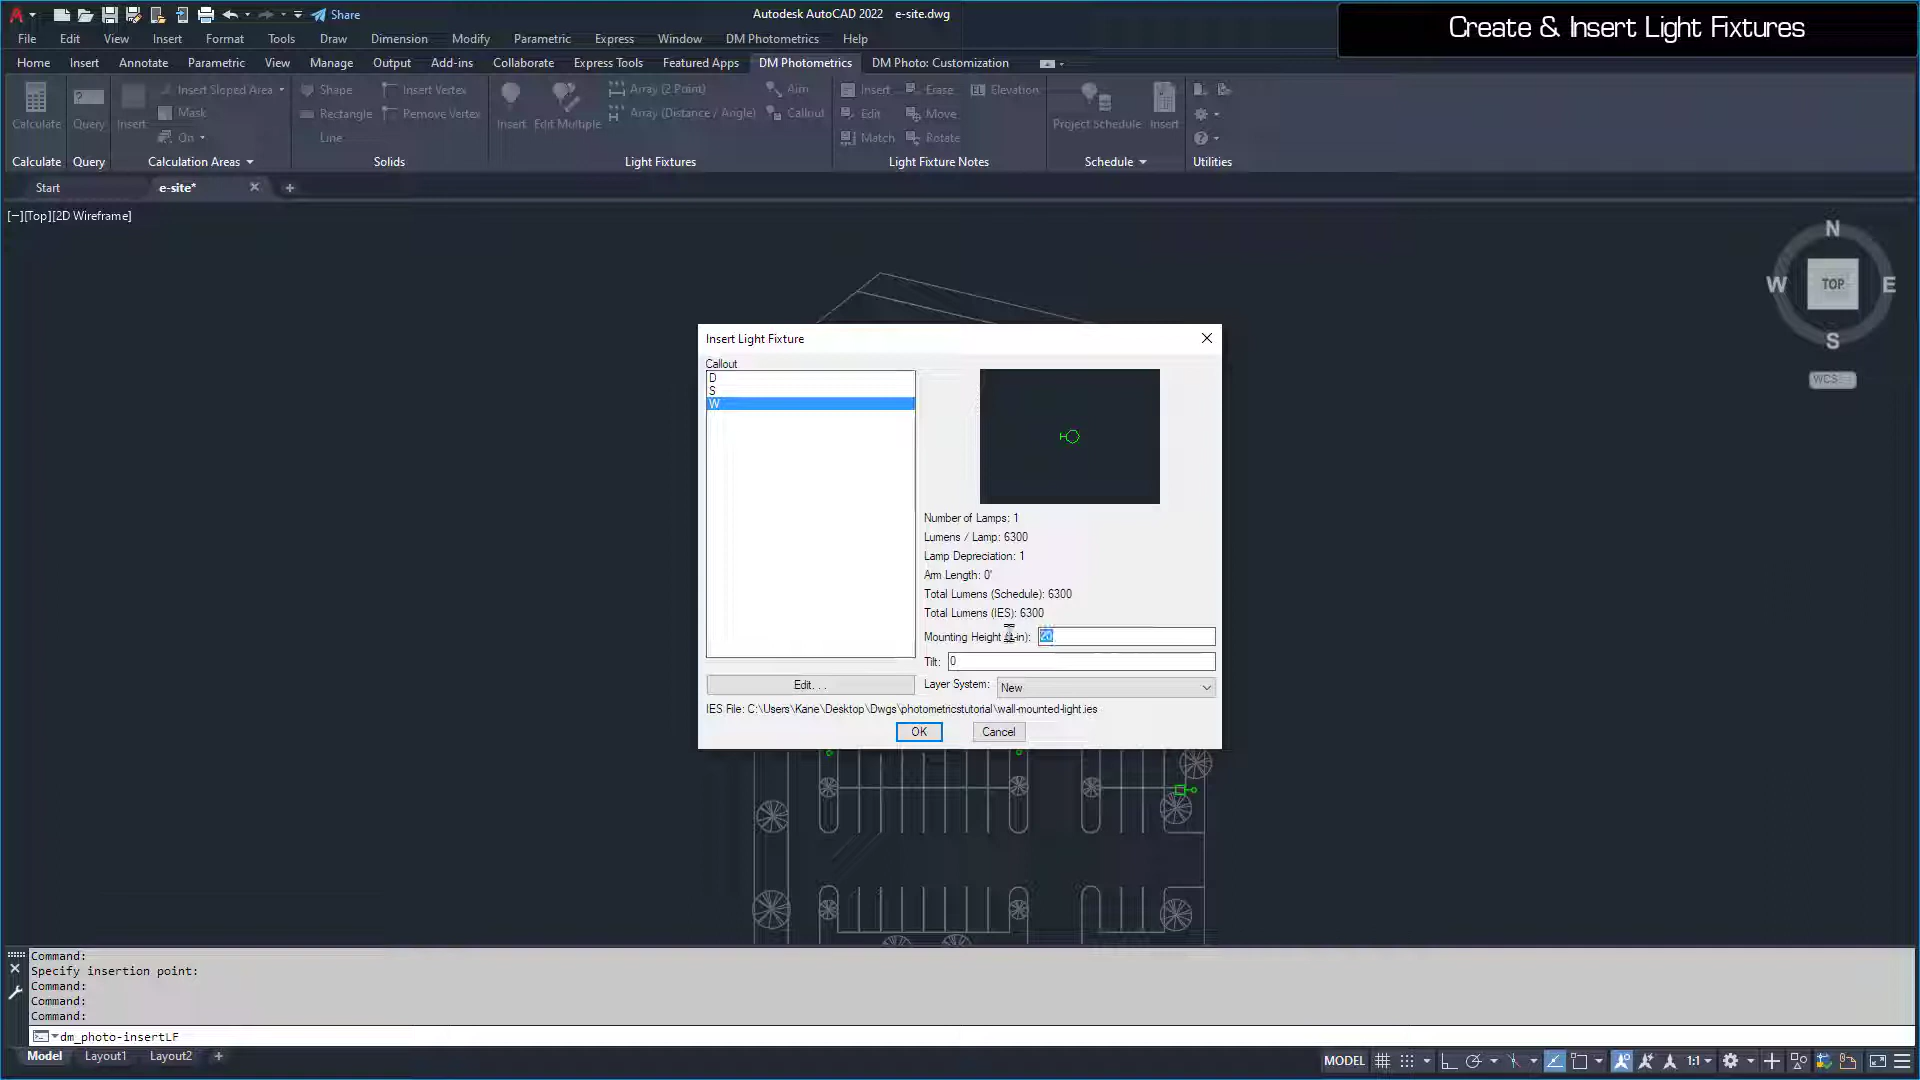 Share
Autodesk AutoCAD 2022 e-site.dwg
Create & Insert Light Fixtures
File Edit View Insert Format Tools Draw Dimension Modify Parametric Express Window DM Photometrics Help
Home Insert Annotate Parametric View Manage Output Add-ins Collaborate Express Tools Featured Apps DM Photometrics DM Photo: Customization
Insert Sloped Area Shape Insert Vertex Array (2 Point) Aim Insert Erase Elevation
Mask Rectangle Remove Vertex Array (Distance / Angle) Callout Edit Move
Calculate Query Insert Insert Edit Multiple Project Schedule Insert
On Line Match Rotate
Calculate Query Calculation Areas Solids Light Fixtures Light Fixture Notes Schedule Utilities
Start e-site*
[−][Top][2D Wireframe]
N
W TOP E
S
WCS
Insert Light Fixture
Callout
D
S
W
Number of Lamps: 1
Lumens / Lamp: 6300
Lamp Depreciation: 1
Arm Length: 0'
Total Lumens (Schedule): 6300
Total Lumens (IES): 6300
Mounting Height 20
Tilt: 0
Edit. . .
Layer System: New
IES File: C:\Users\Kane\Desktop\Dwgs\photometricstutorial\wall-mounted-light.ies
OK Cancel
Command:
Specify insertion point:
Command:
Command:
Command:
dm_photo-insertLF
Model Layout1 Layout2
MODEL 1:1